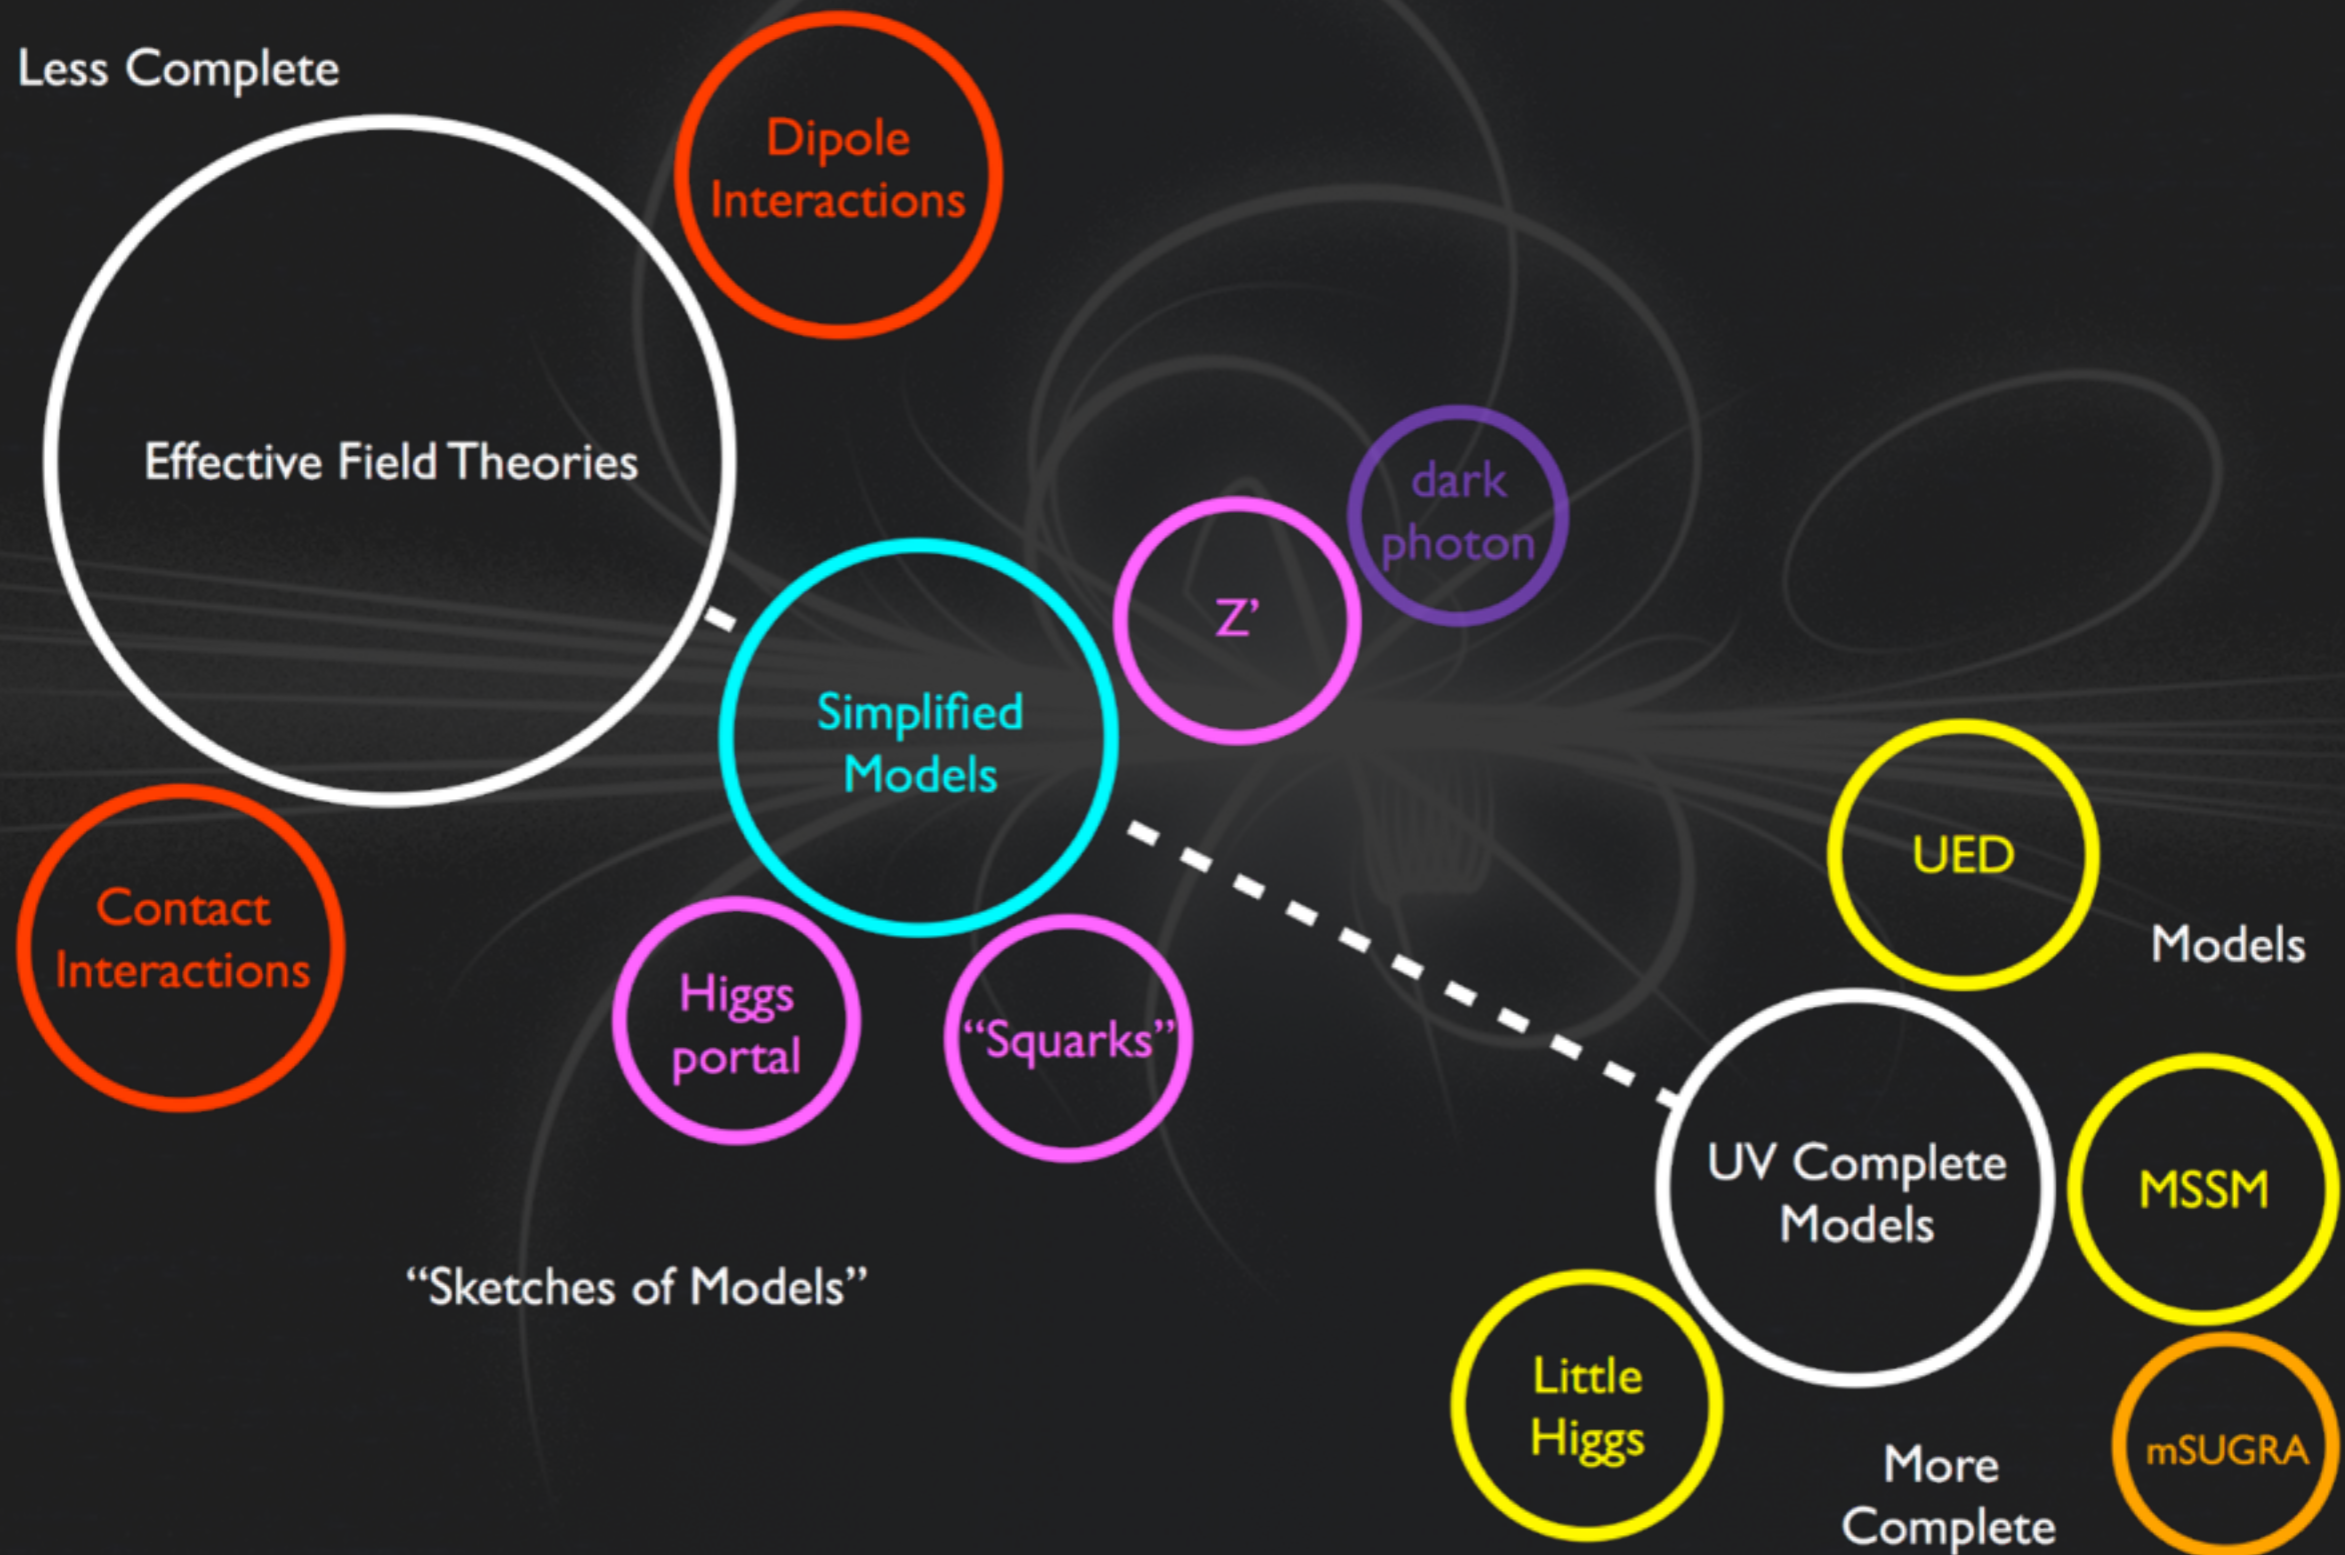 Less Complete
Dipole
Interactions
Effective Field Theories
dark
photon
Z’
Simplified
Models
UED
Contact
Interactions
Models
Higgs
portal
“Squarks”
UV Complete
Models
MSSM
“Sketches of Models”
Little
Higgs
More
Complete
mSUGRA